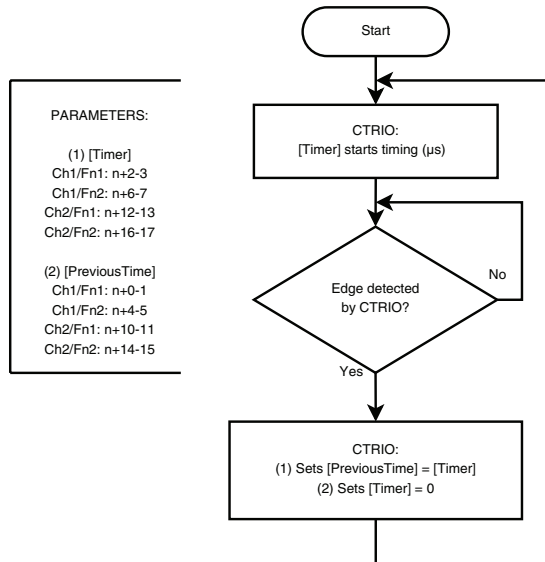 Start
PARAMETERS:
(1) [Timer]
Ch1/Fn1: n+2-3
Ch1/Fn2: n+6-7
Ch2/Fn1: n+12-13
Ch2/Fn2: n+16-17
(2) [PreviousTime]
Ch1/Fn1: n+0-1
Ch1/Fn2: n+4-5
Ch2/Fn1: n+10-11
Ch2/Fn2: n+14-15
CTRIO:
[Timer] starts timing (µs)
Edge detected
by CTRIO?
No
Yes
CTRIO:
(1) Sets [PreviousTime] = [Timer]
(2) Sets [Timer] = 0